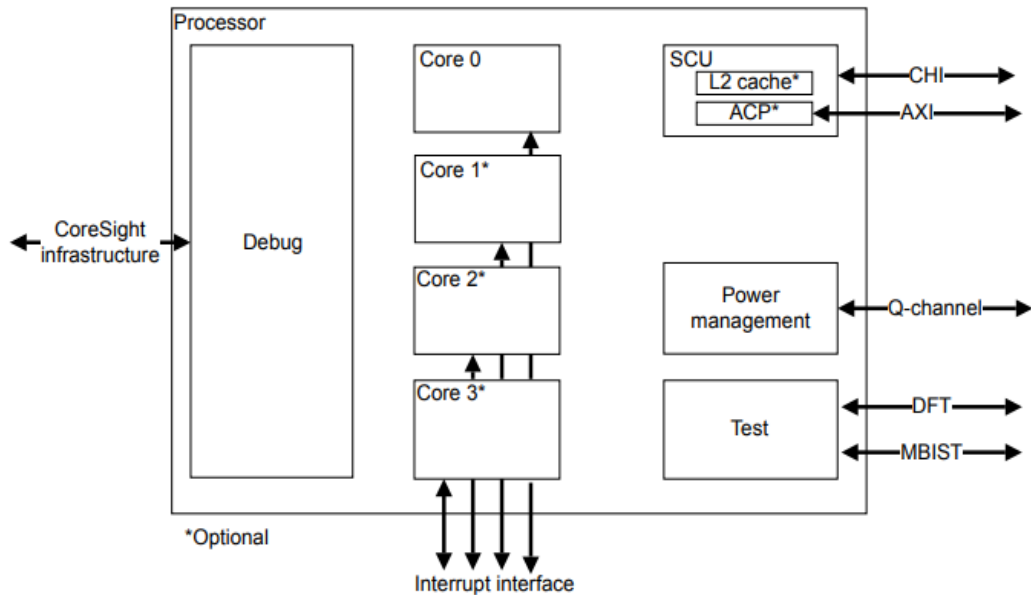 Processor
Core 0
SCU
L2 cache*
CHI
ACP*
AXI
Core 1*
CoreSight
infrastructure
Debug
Core 2*
Power
management
Q-channel
Core 3*
Test
DFT
MBIST
*Optional
Interrupt interface